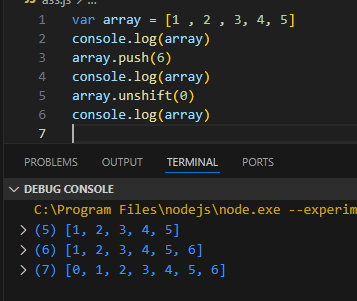 ass.js > ...
1 var array = [1 , 2 , 3, 4, 5]
2 console.log(array)
3 array.push(6)
4 console.log(array)
5 array.unshift(0)
6 console.log(array)
7
PROBLEMS OUTPUT TERMINAL PORTS
DEBUG CONSOLE
C:\Program Files\nodejs\node.exe --experim
(5) [1, 2, 3, 4, 5]
(6) [1, 2, 3, 4, 5, 6]
(7) [0, 1, 2, 3, 4, 5, 6]